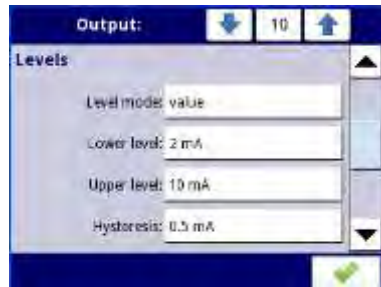 Output: 10
Levels
Level mode: value
Lower level: 2 mA
Upper level: 10 mA
Hysteresis: 0.5 mA